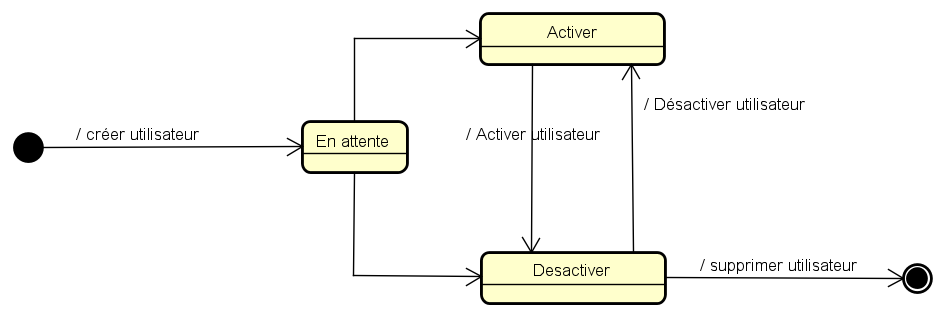 Activer
/ Désactiver utilisateur
/ créer utilisateur
/ Activer utilisateur
En attente
Desactiver
/ supprimer utilisateur